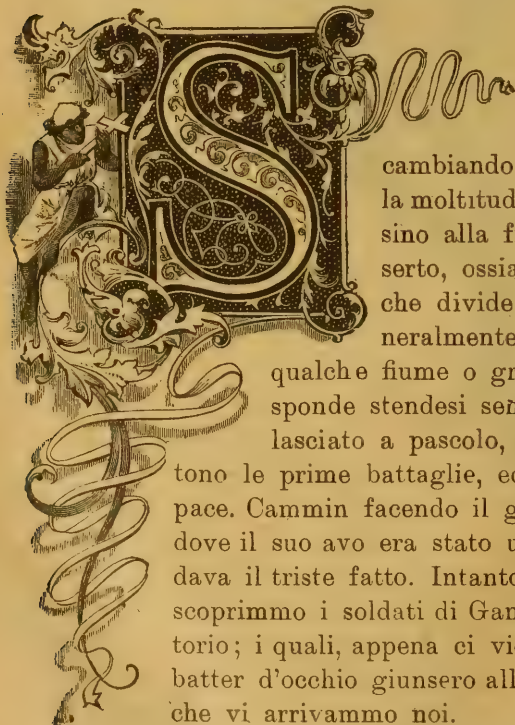 S
cambiando
la moltitud
sino alla f
serto, ossia
che divide
neralmente
qualche fiume o gr
sponde stendesi sen
lasciato a pascolo,
tono le prime battaglie, ed
pace. Cammin facendo il g
dove il suo avo era stato u
dava il triste fatto. Intanto
scoprimmo i soldati di Gan
torio; i quali, appena ci vi
batter d'occhio giunsero all
che vi arrivammo noi.